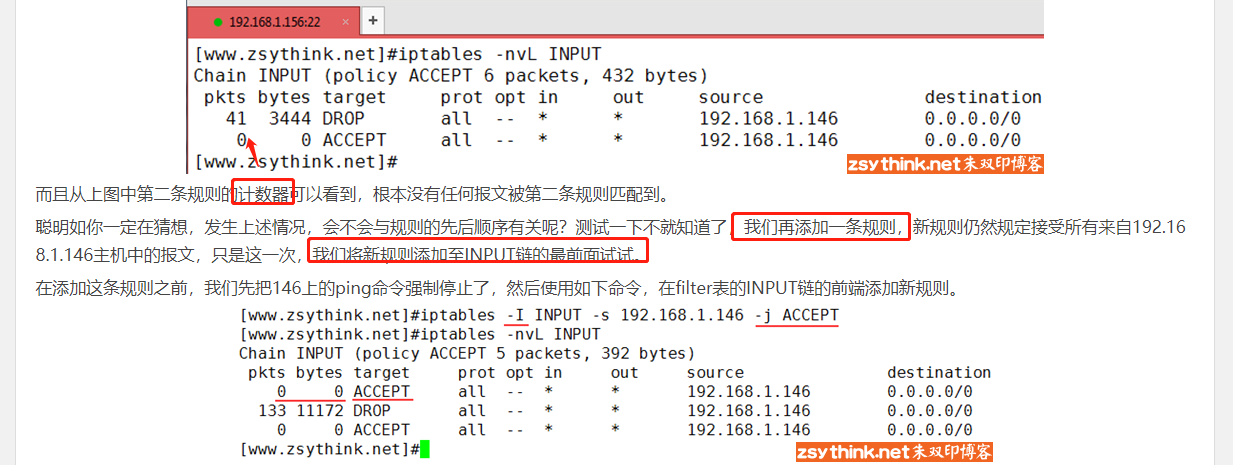 192.168.1.156:22 × +
[www.zsythink.net]#iptables -nvL INPUT
Chain INPUT (policy ACCEPT 6 packets, 432 bytes)
pkts bytes target prot opt in out source destination
41 3444 DROP all -- * * 192.168.1.146 0.0.0.0/0
0 0 ACCEPT all -- * * 192.168.1.146 0.0.0.0/0
[www.zsythink.net]#
zsythink.net朱双印博客
而且从上图中第二条规则的计数器可以看到，根本没有任何报文被第二条规则匹配到。
聪明如你一定在猜想，发生上述情况，会不会与规则的先后顺序有关呢？测试一下不就知道了，我们再添加一条规则，新规则仍然规定接受所有来自192.16
8.1.146主机中的报文，只是这一次，我们将新规则添加至INPUT链的最前面试试。
在添加这条规则之前，我们先把146上的ping命令强制停止了，然后使用如下命令，在filter表的INPUT链的前端添加新规则。
[www.zsythink.net]#iptables -I INPUT -s 192.168.1.146 -j ACCEPT
[www.zsythink.net]#iptables -nvL INPUT
Chain INPUT (policy ACCEPT 5 packets, 392 bytes)
pkts bytes target prot opt in out source destination
0 0 ACCEPT all -- * * 192.168.1.146 0.0.0.0/0
133 11172 DROP all -- * * 192.168.1.146 0.0.0.0/0
0 0 ACCEPT all -- * * 192.168.1.146 0.0.0.0/0
[www.zsythink.net]#
zsythink.net朱双印博客